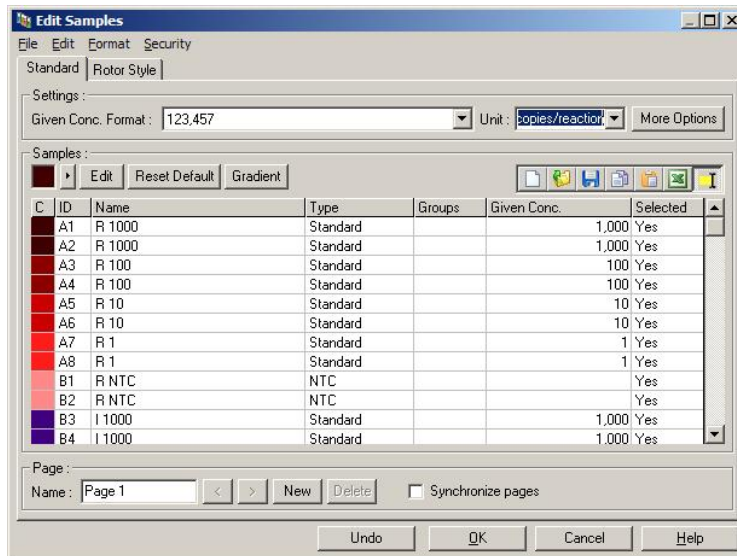 Edit Samples
File Edit Format Security
Standard Rotor Style
Settings :
Given Conc. Format : 123,457 Unit : copies/reaction More Options
Samples :
Edit Reset Default Gradient
C ID Name Type Groups Given Conc. Selected
A1 R 1000 Standard 1,000 Yes
A2 R 1000 Standard 1,000 Yes
A3 R 100 Standard 100 Yes
A4 R 100 Standard 100 Yes
A5 R 10 Standard 10 Yes
A6 R 10 Standard 10 Yes
A7 R 1 Standard 1 Yes
A8 R 1 Standard 1 Yes
B1 R NTC NTC Yes
B2 R NTC NTC Yes
B3 I 1000 Standard 1,000 Yes
B4 I 1000 Standard 1,000 Yes
Page :
Name : Page 1 < > New Delete Synchronize pages
Undo OK Cancel Help